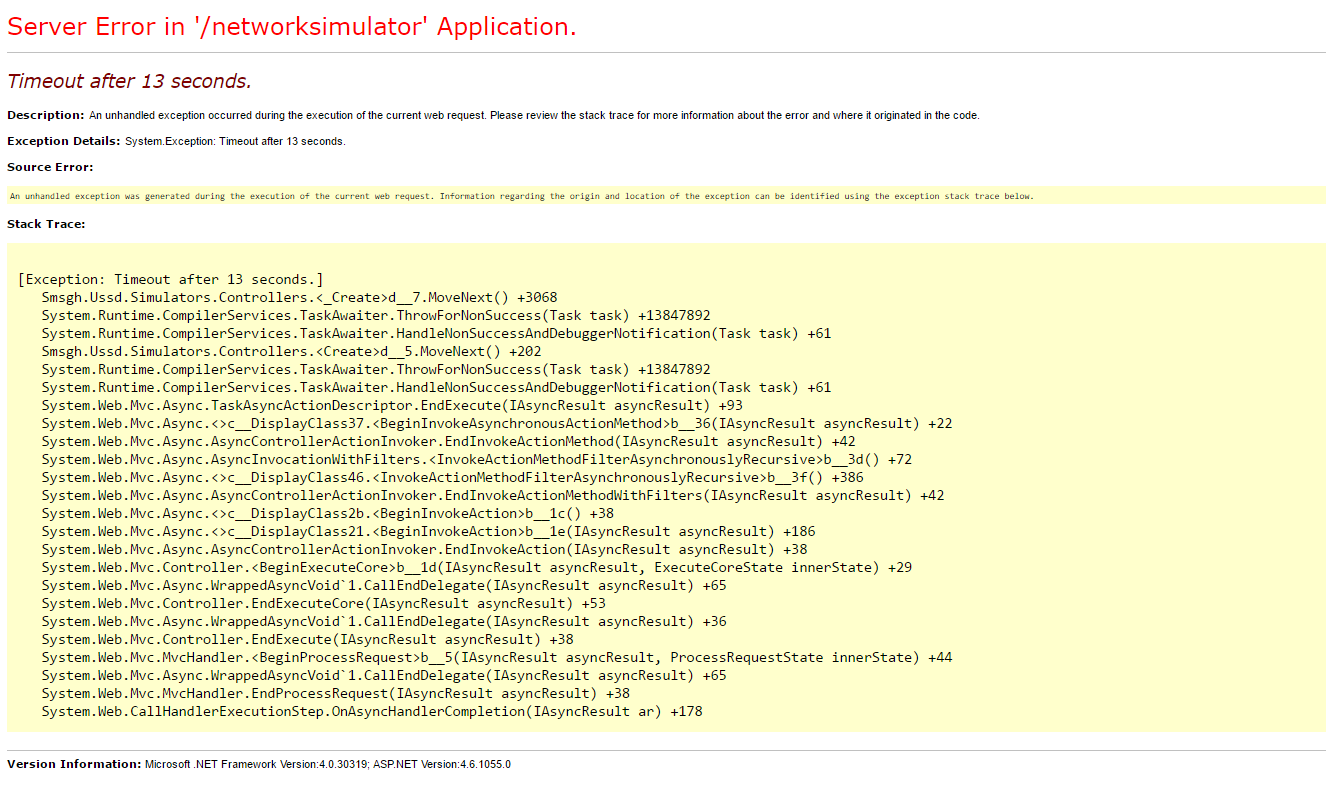 Server Error in '/networksimulator' Application.
Timeout after 13 seconds.
Description: An unhandled exception occurred during the execution of the current web request. Please review the stack trace for more information about the error and where it originated in the code.
Exception Details: System.Exception: Timeout after 13 seconds.
Source Error:
An unhandled exception was generated during the execution of the current web request. Information regarding the origin and location of the exception can be identified using the exception stack trace below.
Stack Trace:
[Exception: Timeout after 13 seconds.]
Smsgh.Ussd.Simulators.Controllers.<_Create>d__7.MoveNext() +3068
System.Runtime.CompilerServices.TaskAwaiter.ThrowForNonSuccess(Task task) +13847892
System.Runtime.CompilerServices.TaskAwaiter.HandleNonSuccessAndDebuggerNotification(Task task) +61
Smsgh.Ussd.Simulators.Controllers.<Create>d__5.MoveNext() +202
System.Runtime.CompilerServices.TaskAwaiter.ThrowForNonSuccess(Task task) +13847892
System.Runtime.CompilerServices.TaskAwaiter.HandleNonSuccessAndDebuggerNotification(Task task) +61
System.Web.Mvc.Async.TaskAsyncActionDescriptor.EndExecute(IAsyncResult asyncResult) +93
System.Web.Mvc.Async.<>c__DisplayClass37.<BeginInvokeAsynchronousActionMethod>b__36(IAsyncResult asyncResult) +22
System.Web.Mvc.Async.AsyncControllerActionInvoker.EndInvokeActionMethod(IAsyncResult asyncResult) +42
System.Web.Mvc.Async.AsyncInvocationWithFilters.<InvokeActionMethodFilterAsynchronouslyRecursive>b__3d() +72
System.Web.Mvc.Async.<>c__DisplayClass46.<InvokeActionMethodFilterAsynchronouslyRecursive>b__3f() +386
System.Web.Mvc.Async.AsyncControllerActionInvoker.EndInvokeActionMethodWithFilters(IAsyncResult asyncResult) +42
System.Web.Mvc.Async.<>c__DisplayClass2b.<BeginInvokeAction>b__1c() +38
System.Web.Mvc.Async.<>c__DisplayClass21.<BeginInvokeAction>b__1e(IAsyncResult asyncResult) +186
System.Web.Mvc.Async.AsyncControllerActionInvoker.EndInvokeAction(IAsyncResult asyncResult) +38
System.Web.Mvc.Controller.<BeginExecuteCore>b__1d(IAsyncResult asyncResult, ExecuteCoreState innerState) +29
System.Web.Mvc.Async.WrappedAsyncVoid`1.CallEndDelegate(IAsyncResult asyncResult) +65
System.Web.Mvc.Controller.EndExecuteCore(IAsyncResult asyncResult) +53
System.Web.Mvc.Async.WrappedAsyncVoid`1.CallEndDelegate(IAsyncResult asyncResult) +36
System.Web.Mvc.Controller.EndExecute(IAsyncResult asyncResult) +38
System.Web.Mvc.MvcHandler.<BeginProcessRequest>b__5(IAsyncResult asyncResult, ProcessRequestState innerState) +44
System.Web.Mvc.Async.WrappedAsyncVoid`1.CallEndDelegate(IAsyncResult asyncResult) +65
System.Web.Mvc.MvcHandler.EndProcessRequest(IAsyncResult asyncResult) +38
System.Web.CallHandlerExecutionStep.OnAsyncHandlerCompletion(IAsyncResult ar) +178
Version Information: Microsoft .NET Framework Version:4.0.30319; ASP.NET Version:4.6.1055.0